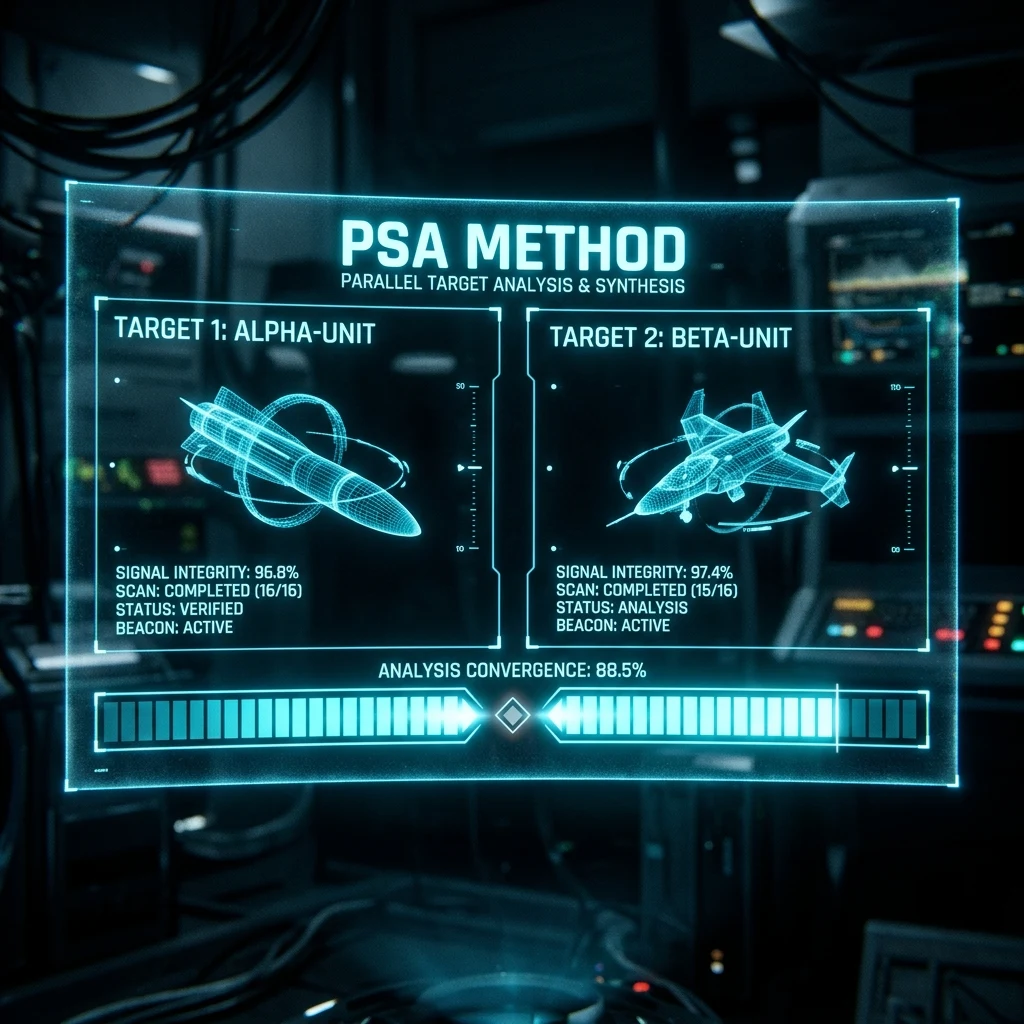 PSA METHOD
PARALLEL TARGET ANALYSIS & SYNTHESIS
TARGET 1: ALPHA-UNIT
50
10
SIGNAL INTEGRITY: 96.8%
SCAN: COMPLETED (16/16)
STATUS: VERIFIED
BEACON: ACTIVE
TARGET 2: BETA-UNIT
SIGNAL INTEGRITY: 97.4%
SCAN: COMPLETED (15/16)
STATUS: ANALYSIS
BEACON: ACTIVE
ANALYSIS CONVERGENCE: 88.5%